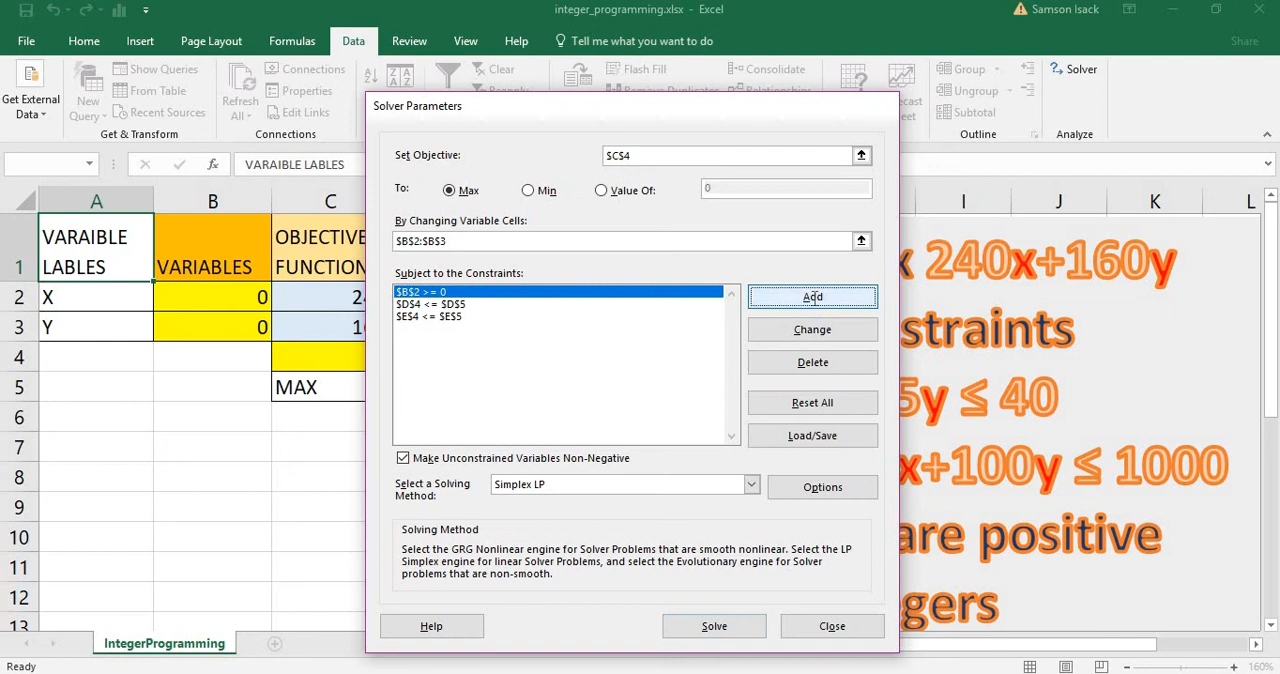 integer_programming.xlsx - Excel
Samson Isack
File Home Insert Page Layout Formulas Data Review View Help Tell me what you want to do Share
Get External Data
New Query
Show Queries
From Table
Recent Sources
Get & Transform
Refresh All
Connections
Properties
Edit Links
Connections
Clear
Reapply
Flash Fill
Remove Duplicates
Consolidate
Relationships
Group
Ungroup
Subtotal
Outline
Solver
Analyze
VARAIBLE LABLES
A B C I J K L
1 VARAIBLE LABLES VARIABLES OBJECTIVE FUNCTION
2 X 0
3 Y 0
4
5 MAX
6
7
8
9
10
11
12
13
Solver Parameters
Set Objective: $C$4
To: Max Min Value Of: 0
By Changing Variable Cells:
$B$2:$B$3
Subject to the Constraints:
$B$2 >= 0
$D$4 <= $D$5
$E$4 <= $E$5
Add
Change
Delete
Reset All
Load/Save
Make Unconstrained Variables Non-Negative
Select a Solving Method: Simplex LP
Options
Solving Method
Select the GRG Nonlinear engine for Solver Problems that are smooth nonlinear. Select the LP
Simplex engine for linear Solver Problems, and select the Evolutionary engine for Solver
problems that are non-smooth.
Help Solve Close
240x+160y
5y ≤ 40
x+100y ≤ 1000
are positive
IntegerProgramming
Ready
160%